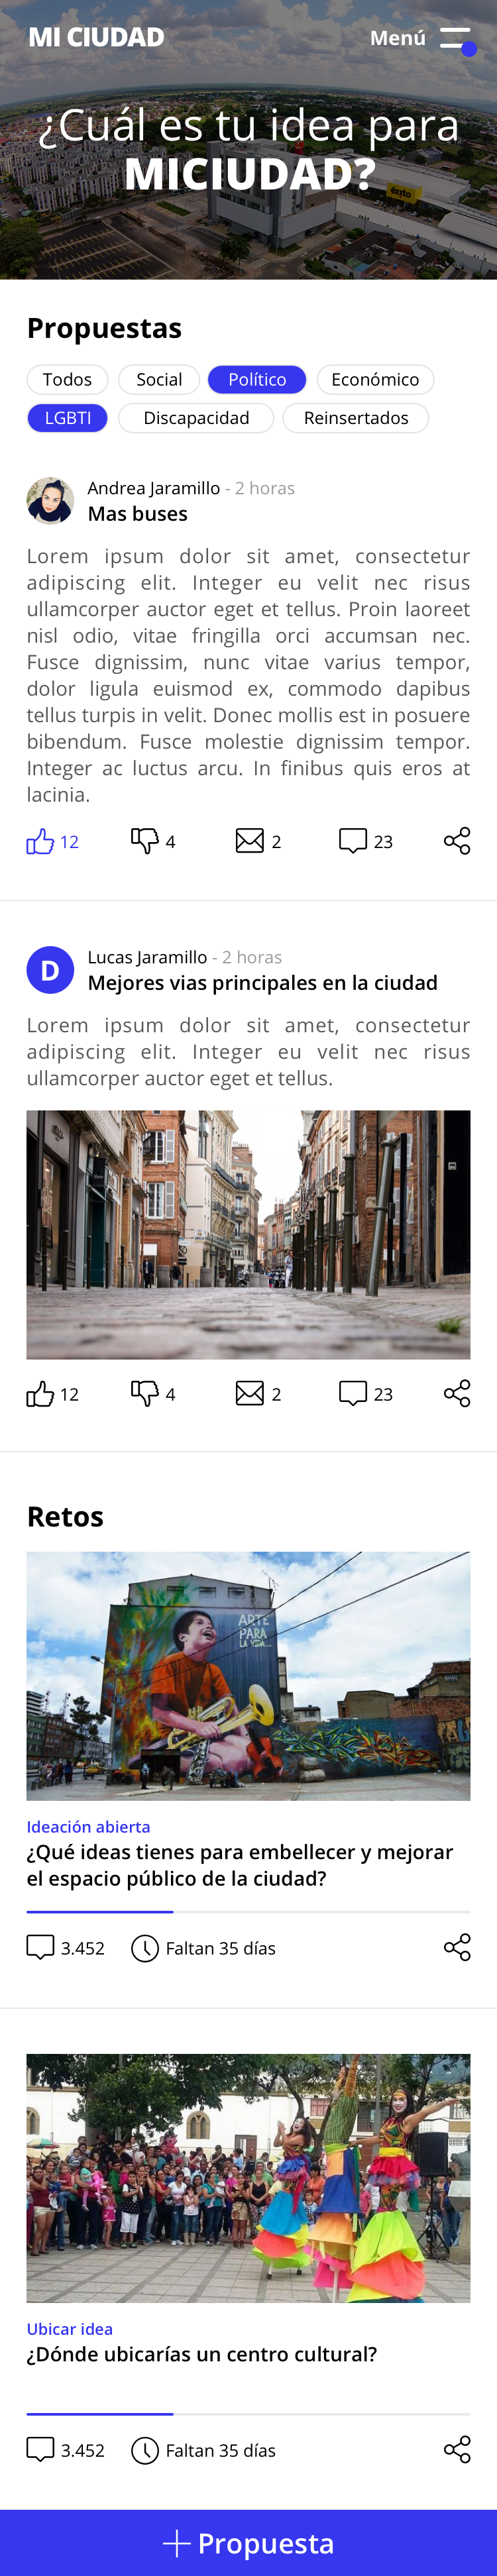 MI CIUDAD
Menú
¿Cuál es tu idea para
MICIUDAD?
éxito
Propuestas
Todos Social Político Económico
LGBTI Discapacidad Reinsertados
Andrea Jaramillo - 2 horas
Mas buses
Lorem ipsum dolor sit amet, consectetur
adipiscing elit. Integer eu velit nec risus
ullamcorper auctor eget et tellus. Proin laoreet
nisl odio, vitae fringilla orci accumsan nec.
Fusce dignissim, nunc vitae varius tempor,
dolor ligula euismod ex, commodo dapibus
tellus turpis in velit. Donec mollis est in posuere
bibendum. Fusce molestie dignissim tempor.
Integer ac luctus arcu. In finibus quis eros at
lacinia.
12 4 2 23
D
Lucas Jaramillo - 2 horas
Mejores vias principales en la ciudad
Lorem ipsum dolor sit amet, consectetur
adipiscing elit. Integer eu velit nec risus
ullamcorper auctor eget et tellus.
12 4 2 23
Retos
ARTE
PARA
LA VIDA...
Ideación abierta
¿Qué ideas tienes para embellecer y mejorar
el espacio público de la ciudad?
3.452 Faltan 35 días
Ubicar idea
¿Dónde ubicarías un centro cultural?
3.452 Faltan 35 días
Propuesta